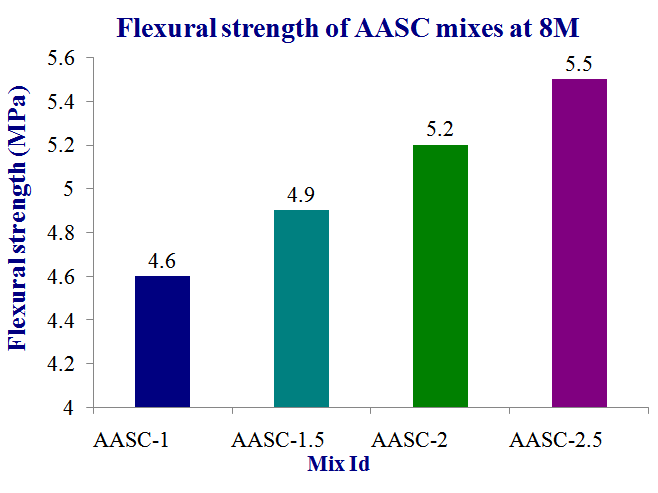 Flexural strength of AASC mixes at 8M
Flexural strength (MPa)
5.6
5.4
5.2
5
4.8
4.6
4.4
4.2
4
4.6
4.9
5.2
5.5
AASC-1
AASC-1.5
AASC-2
AASC-2.5
Mix Id